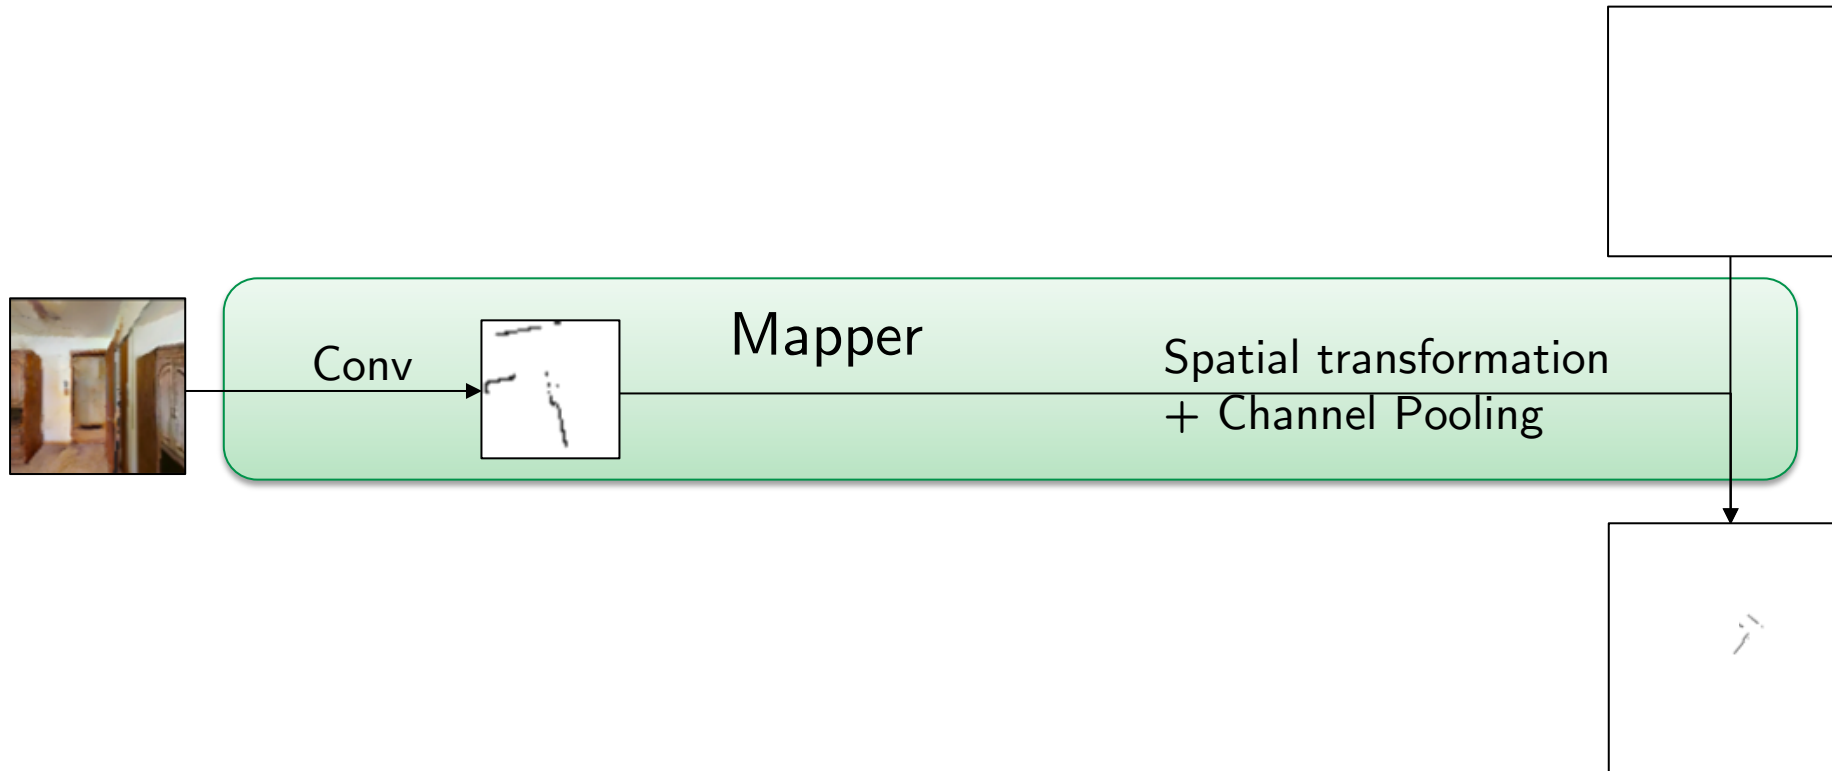 Mapper
Conv
Spatial transformation
+ Channel Pooling